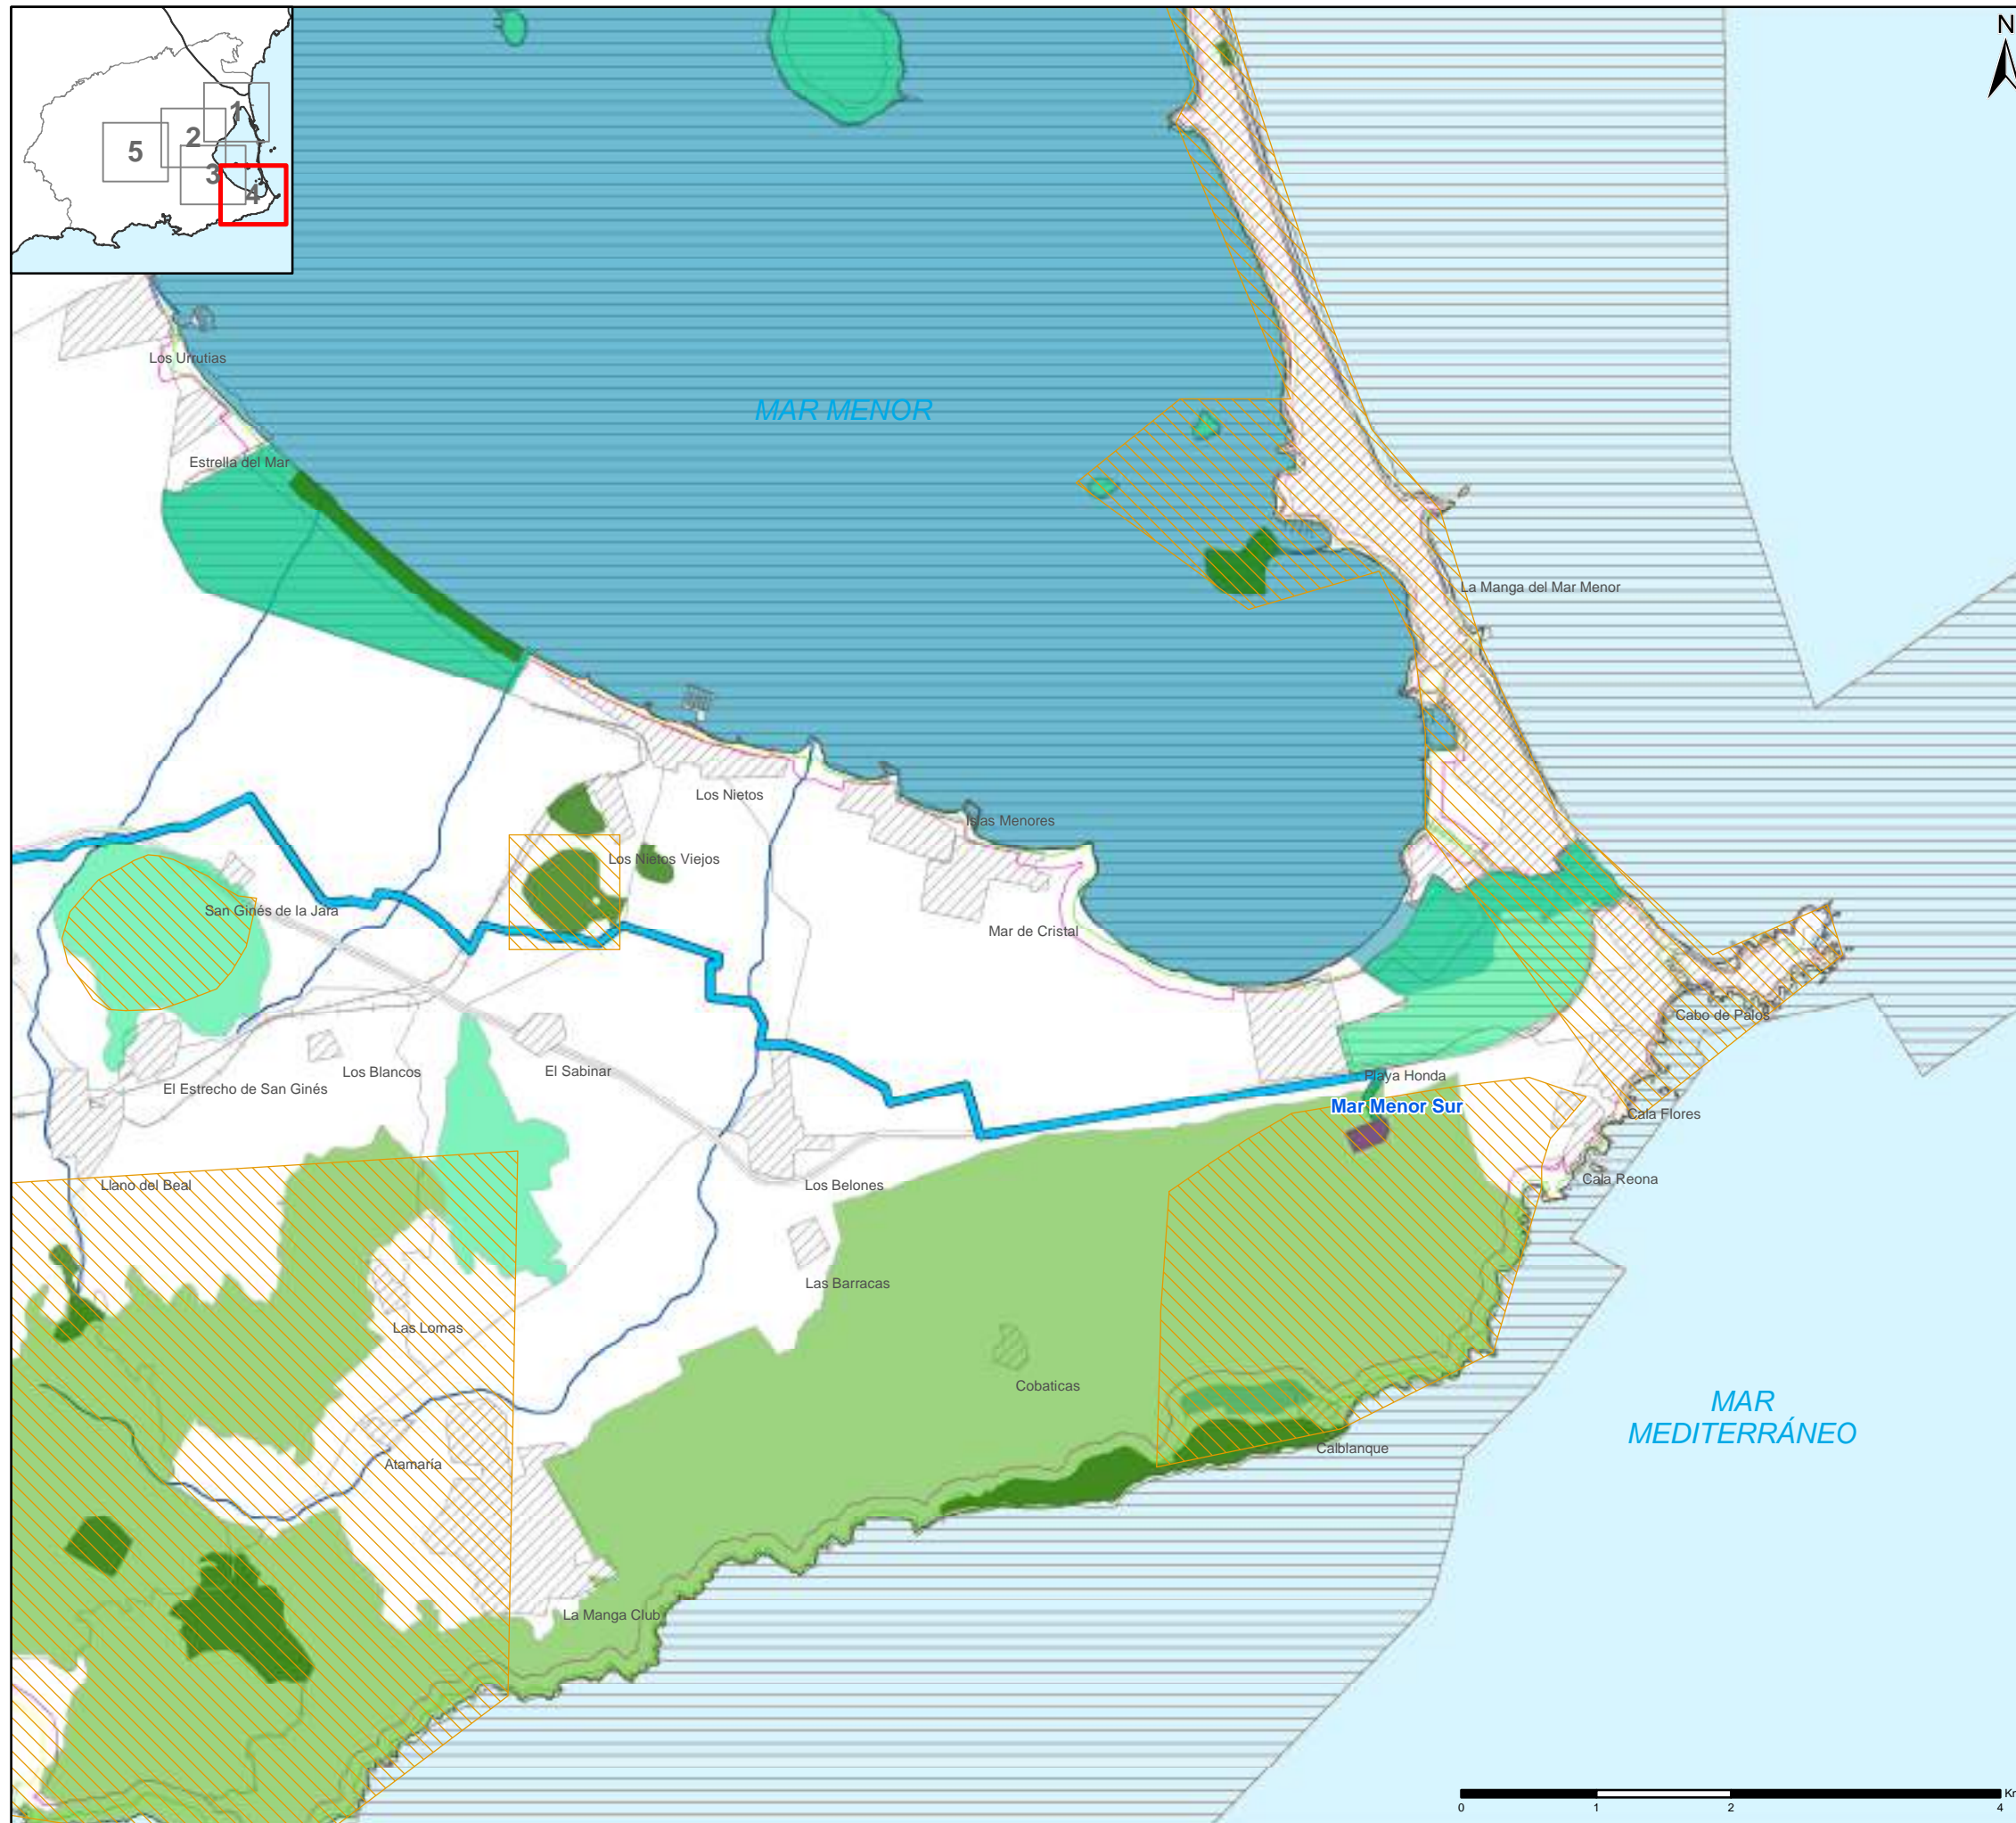 N
1
2
5
3
4
Los Urrutias
MAR MENOR
Estrella del Mar
La Manga del Mar Menor
Los Nietos
Islas Menores
Los Nietos Viejos
San Ginés de la Jara
Mar de Cristal
Cabo de Palos
El Sabinar
Los Blancos
Playa Honda
El Estrecho de San Ginés
Mar Menor Sur
Cala Flores
Cala Reona
Llano del Beal
Los Belones
Las Barracas
Las Lomas
Cobaticas
MAR
MEDITERRÁNEO
Calblanque
Atamaría
La Manga Club
0 1 2 4